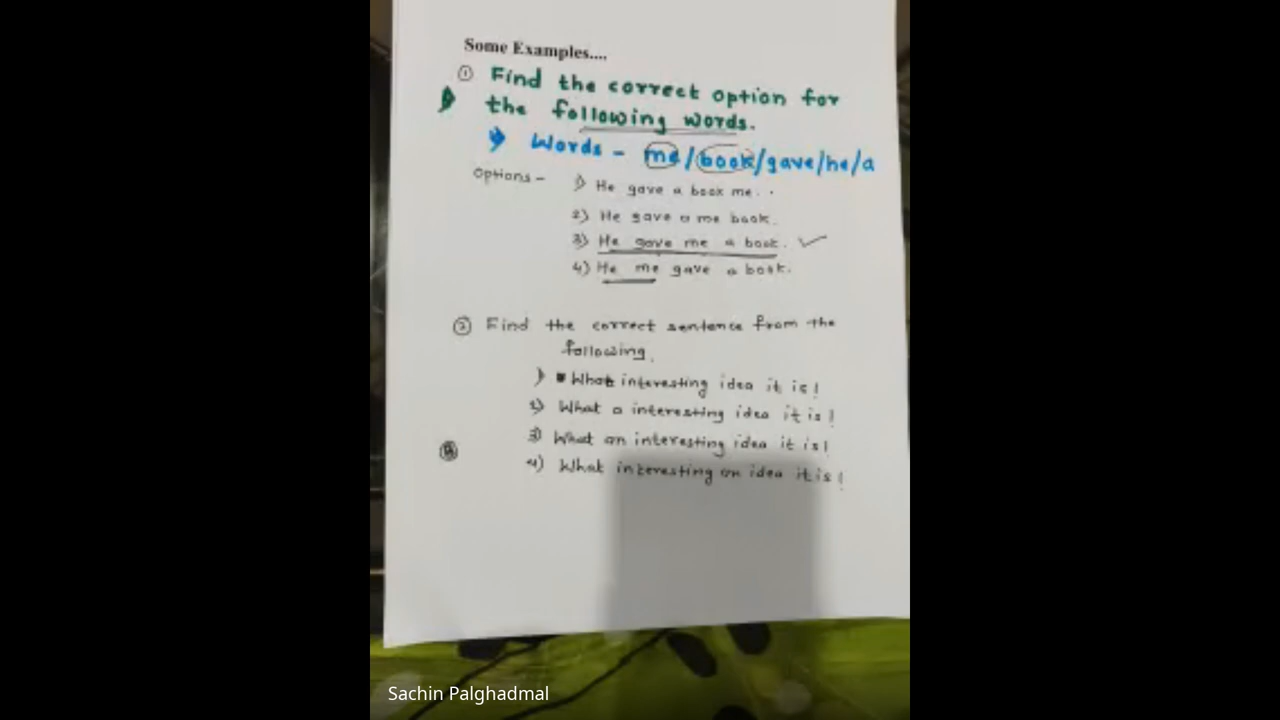 Some Examples....
① Find the correct option for
the following words.
Words - me/book/gave/he/a
Options - 1) He gave a book me.
2) He gave a me book.
3) He gave me a book. ✓
4) He me gave a book.
② Find the correct sentence from the
following.
1) What interesting idea it is!
2) What a interesting idea it is!
3) What an interesting idea it is!
4) What interesting an idea it is!
Sachin Palghadmal